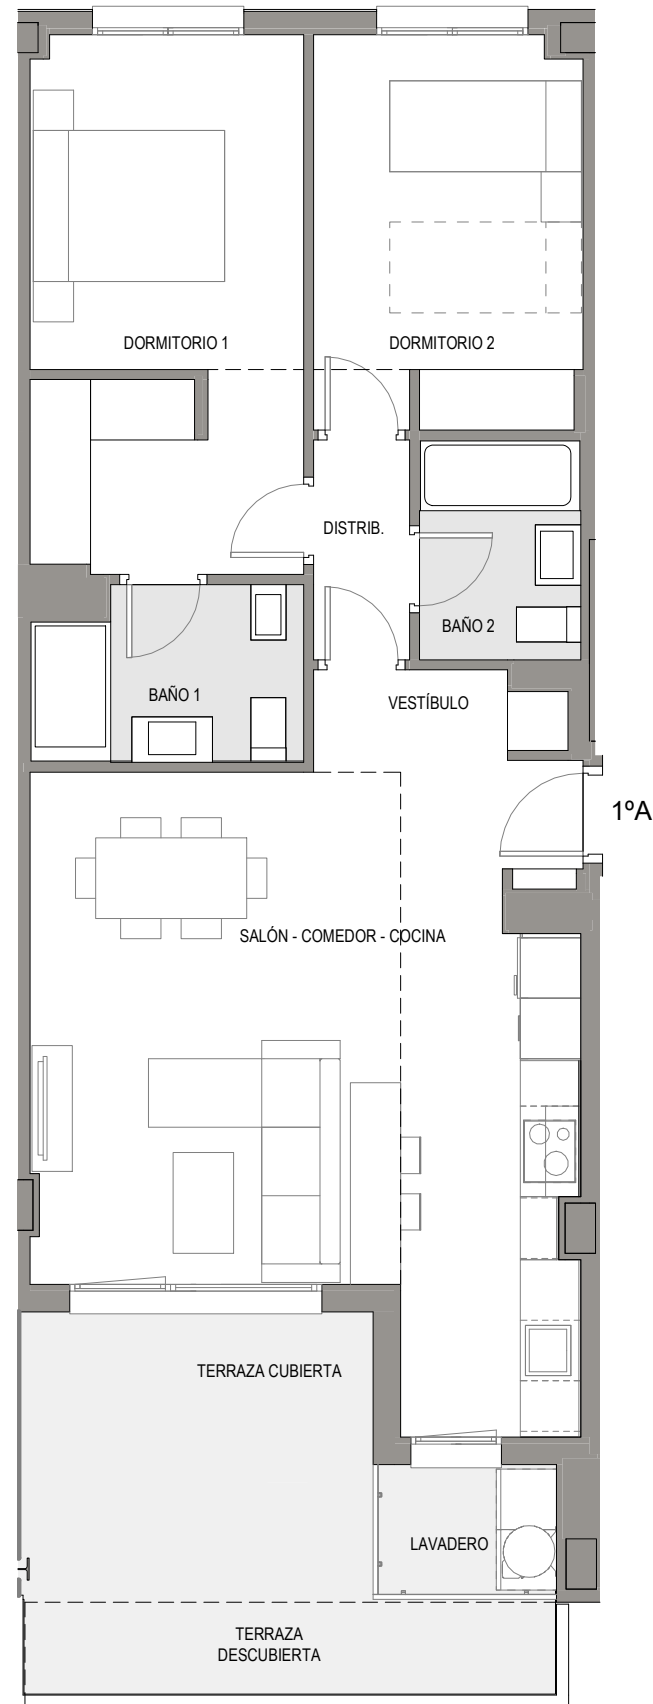 DORMITORIO 1
DORMITORIO 2
DISTRIB.
BAÑO 2
BAÑO 1
VESTÍBULO
1ºA
SALÓN - COMEDOR - COCINA
TERRAZA CUBIERTA
LAVADERO
TERRAZA
DESCUBIERTA